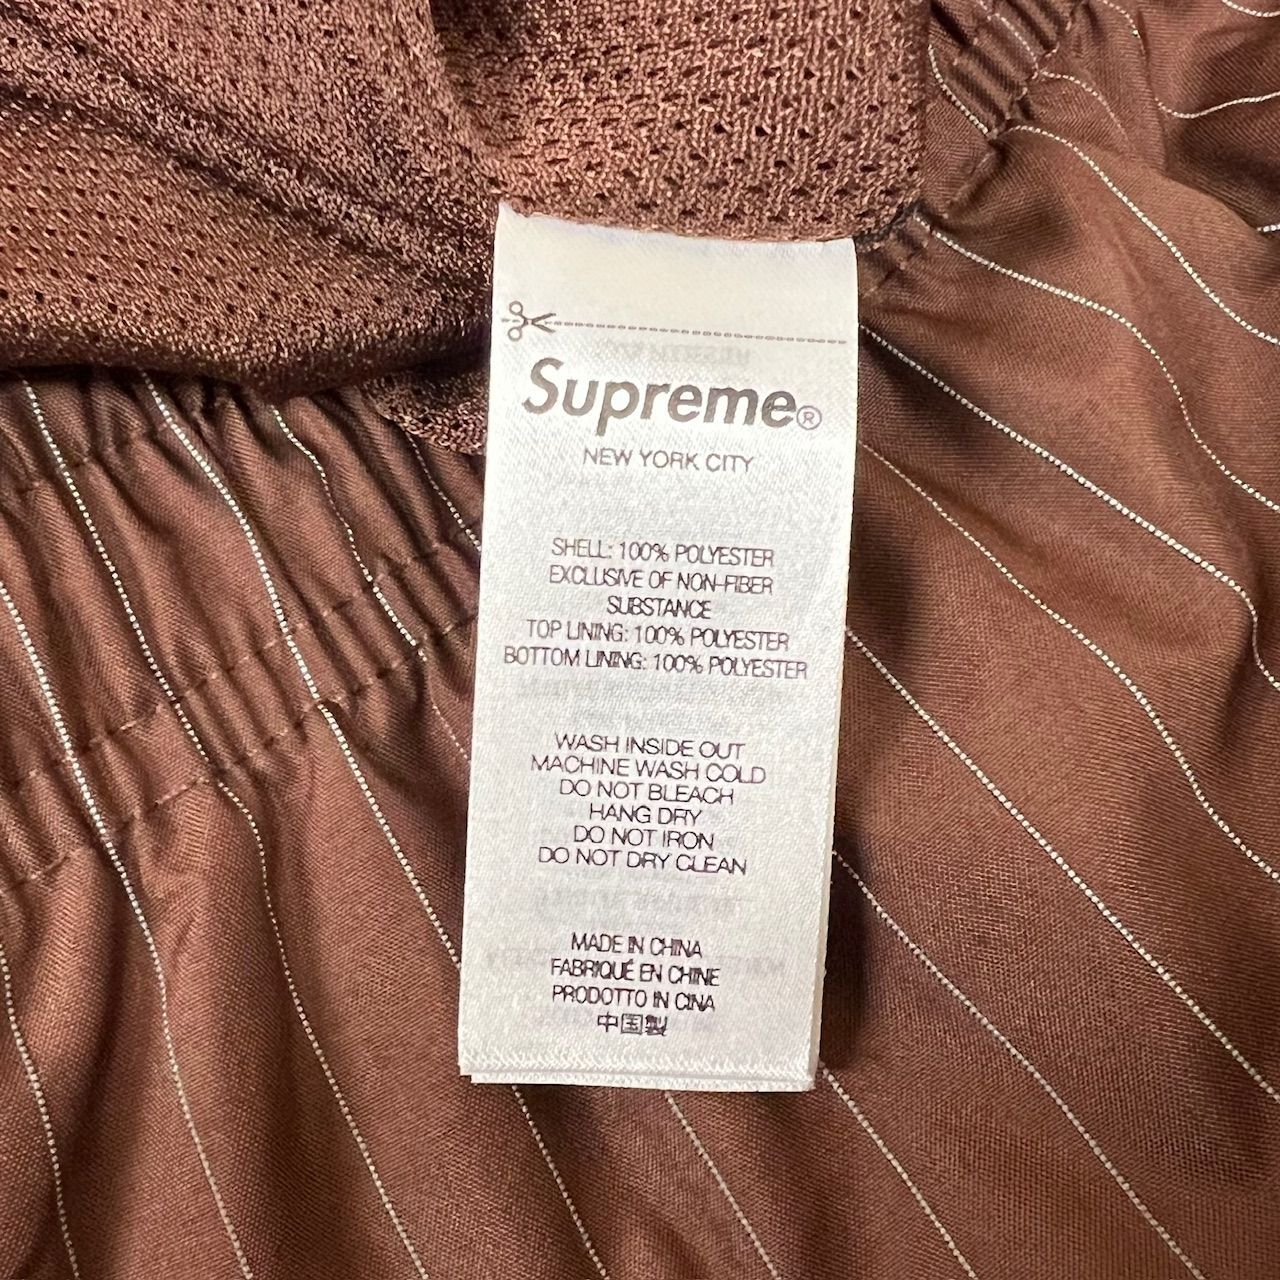 Supreme®
NEW YORK CITY
SHELL: 100% POLYESTER
EXCLUSIVE OF NON-FIBER
SUBSTANCE
TOP LINING: 100% POLYESTER
BOTTOM LINING: 100% POLYESTER
WASH INSIDE OUT
MACHINE WASH COLD
DO NOT BLEACH
HANG DRY
DO NOT IRON
DO NOT DRY CLEAN
MADE IN CHINA
FABRIQUÉ EN CHINE
PRODOTTO IN CINA
中国製